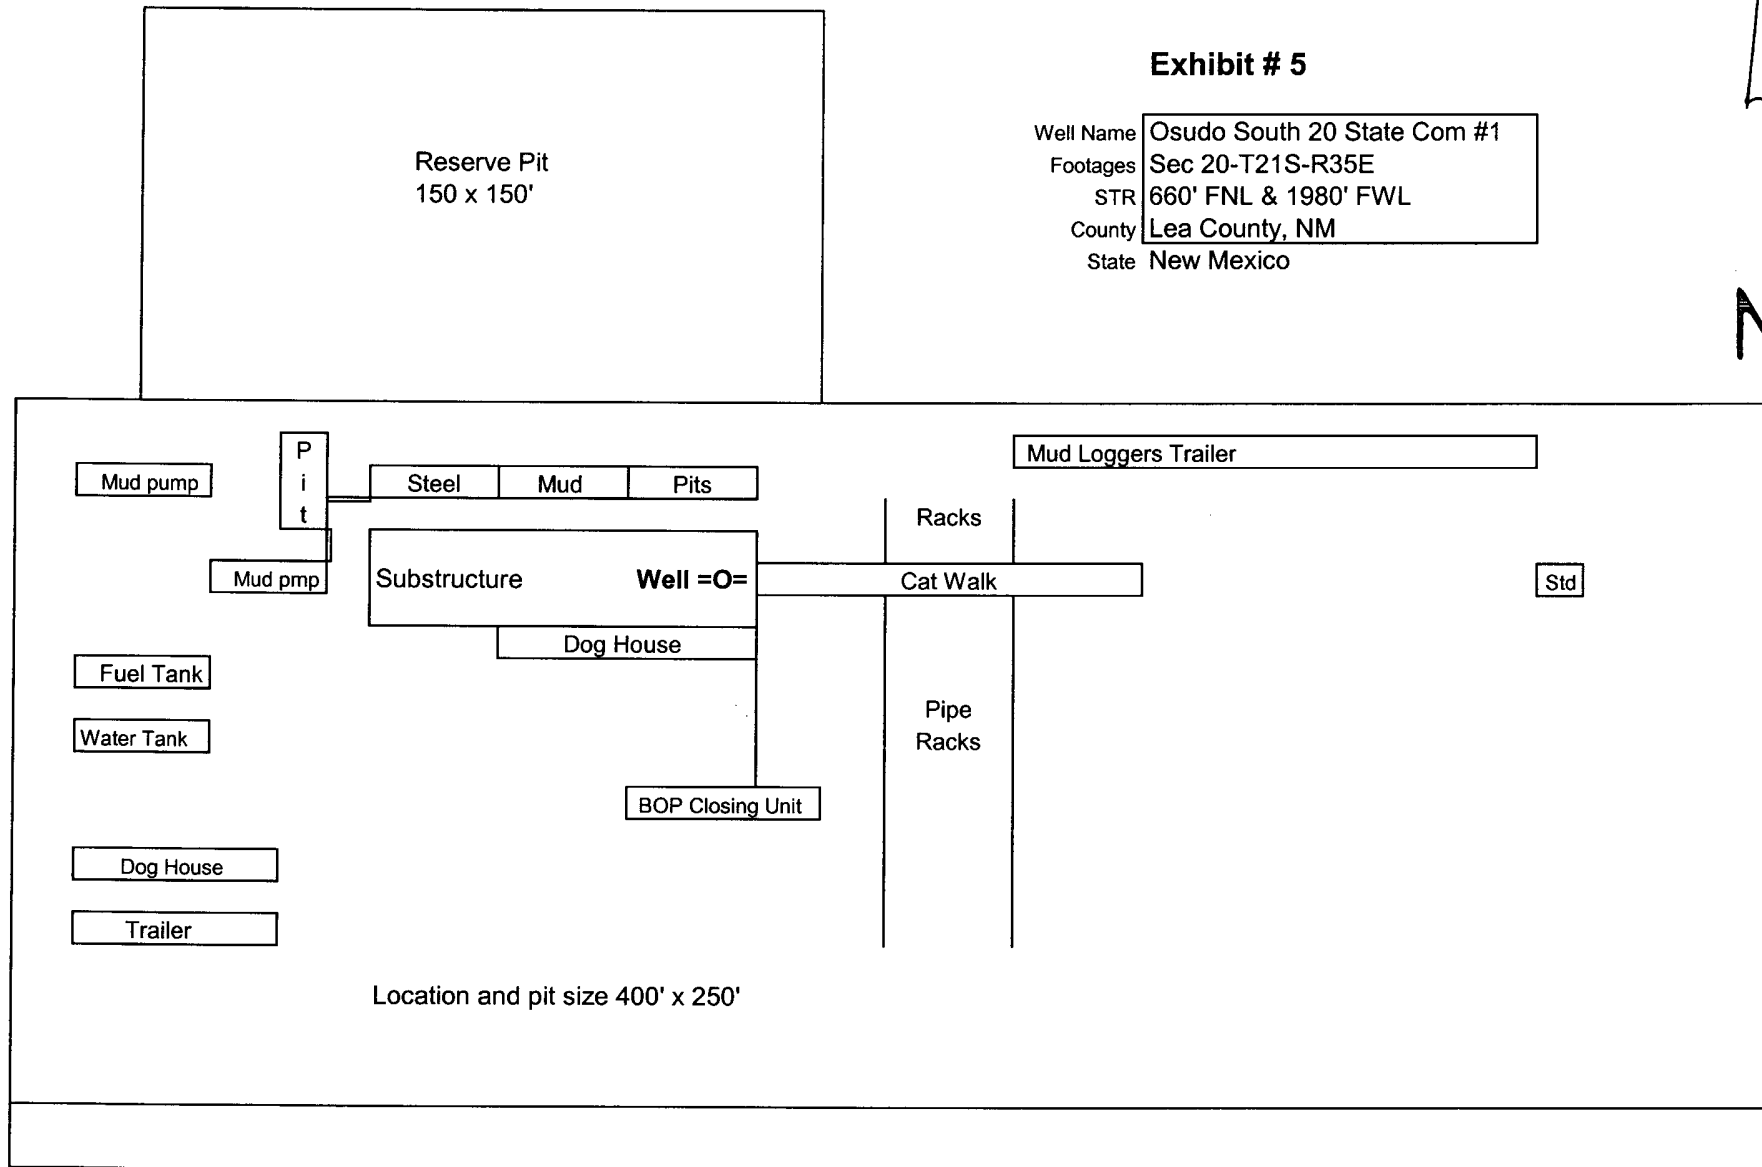 Exhibit # 5
Well Name Osudo South 20 State Com #1
Footages Sec 20-T21S-R35E
STR 660' FNL & 1980' FWL
County Lea County, NM
State New Mexico
Reserve Pit
150 x 150'
N
Mud Loggers Trailer
P
i
t
Mud pump
Steel Mud Pits
Racks
Mud pmp
Substructure Well =O=
Cat Walk
Std
Dog House
Fuel Tank
Water Tank
Pipe
Racks
BOP Closing Unit
Dog House
Trailer
Location and pit size 400' x 250'